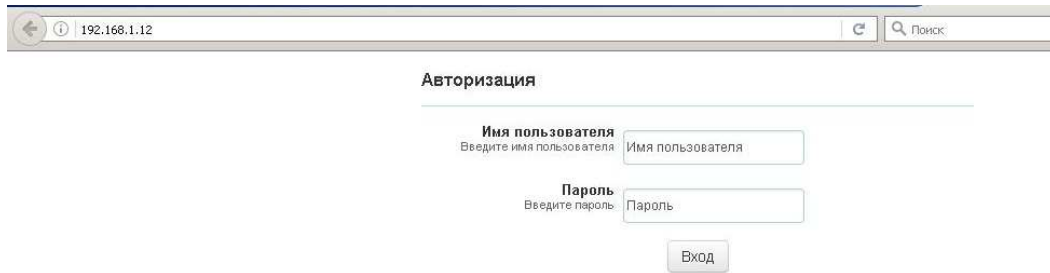 192.168.1.12
Поиск
Авторизация
Имя пользователя
Введите имя пользователя
Имя пользователя
Пароль
Введите пароль
Пароль
Вход